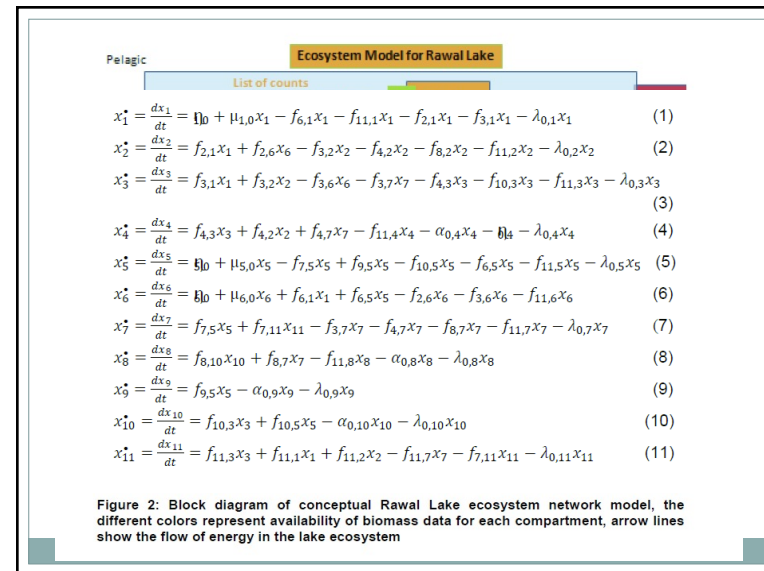 Pelagic
Ecosystem Model for Rawal Lake
List of counts
x₁• = dx₁/dt = η₁,₀ + μ₁,₀x₁ − f₆,₁x₁ − f₁₁,₁x₁ − f₂,₁x₁ − f₃,₁x₁ − λ₀,₁x₁ (1)
x₂• = dx₂/dt = f₂,₁x₁ + f₂,₆x₆ − f₃,₂x₂ − f₄,₂x₂ − f₈,₂x₂ − f₁₁,₂x₂ − λ₀,₂x₂ (2)
x₃• = dx₃/dt = f₃,₁x₁ + f₃,₂x₂ − f₃,₆x₆ − f₃,₇x₇ − f₄,₃x₃ − f₁₀,₃x₃ − f₁₁,₃x₃ − λ₀,₃x₃
(3)
x₄• = dx₄/dt = f₄,₃x₃ + f₄,₂x₂ + f₄,₇x₇ − f₁₁,₄x₄ − α₀,₄x₄ − η₀,₄ − λ₀,₄x₄ (4)
x₅• = dx₅/dt = η₅,₀ + μ₅,₀x₅ − f₇,₅x₅ + f₉,₅x₅ − f₁₀,₅x₅ − f₆,₅x₅ − f₁₁,₅x₅ − λ₀,₅x₅ (5)
x₆• = dx₆/dt = η₆,₀ + μ₆,₀x₆ + f₆,₁x₁ + f₆,₅x₅ − f₂,₆x₆ − f₃,₆x₆ − f₁₁,₆x₆ (6)
x₇• = dx₇/dt = f₇,₅x₅ + f₇,₁₁x₁₁ − f₃,₇x₇ − f₄,₇x₇ − f₈,₇x₇ − f₁₁,₇x₇ − λ₀,₇x₇ (7)
x₈• = dx₈/dt = f₈,₁₀x₁₀ + f₈,₇x₇ − f₁₁,₈x₈ − α₀,₈x₈ − λ₀,₈x₈ (8)
x₉• = dx₉/dt = f₉,₅x₅ − α₀,₉x₉ − λ₀,₉x₉ (9)
x₁₀• = dx₁₀/dt = f₁₀,₃x₃ + f₁₀,₅x₅ − α₀,₁₀x₁₀ − λ₀,₁₀x₁₀ (10)
x₁₁• = dx₁₁/dt = f₁₁,₃x₃ + f₁₁,₁x₁ + f₁₁,₂x₂ − f₁₁,₇x₇ − f₇,₁₁x₁₁ − λ₀,₁₁x₁₁ (11)
Figure 2: Block diagram of conceptual Rawal Lake ecosystem network model, the
different colors represent availability of biomass data for each compartment, arrow lines
show the flow of energy in the lake ecosystem